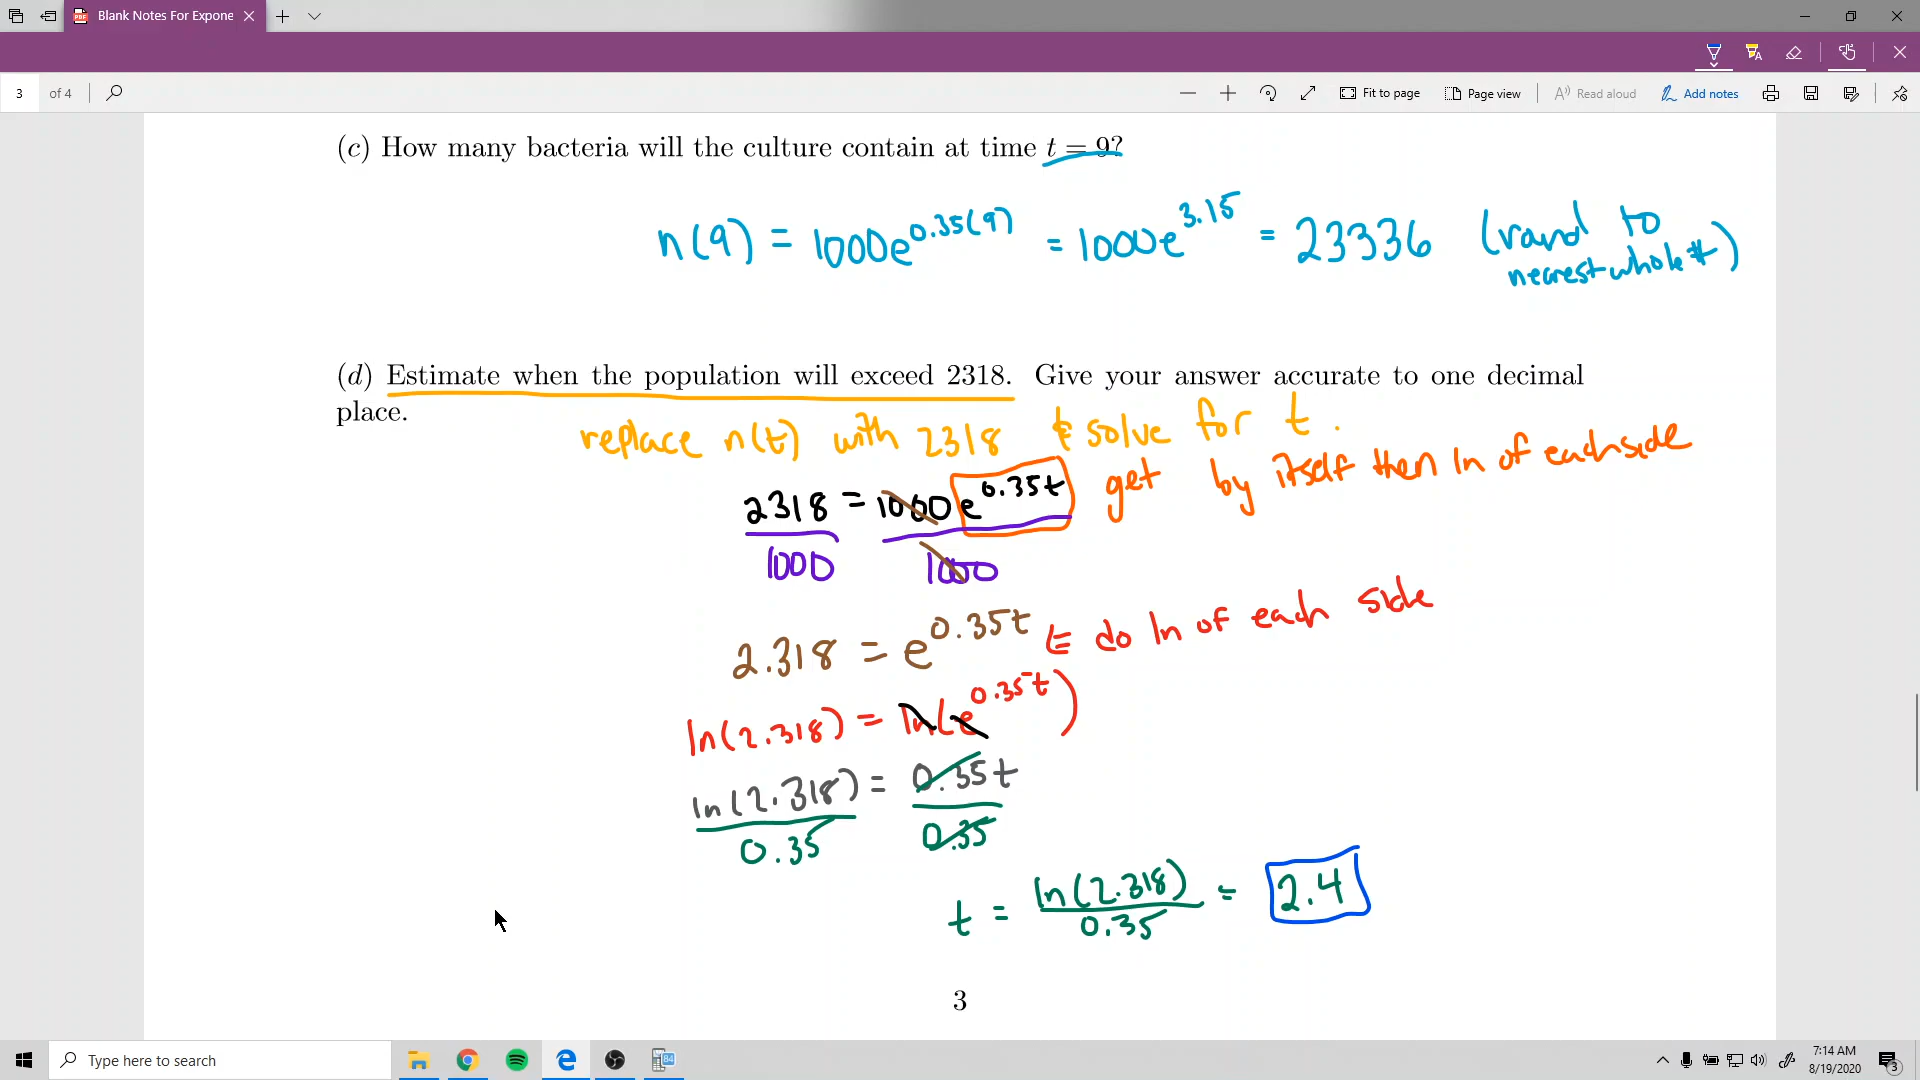 Blank Notes For Expone
3 of 4
Fit to page
Page view
Read aloud
Add notes
(c) How many bacteria will the culture contain at time t = 9?
n(9) = 1000e^0.35(9) = 1000e^3.15 = 23336 (rand to
nearest whole #)
(d) Estimate when the population will exceed 2318. Give your answer accurate to one decimal
place.
replace n(t) with 2318 & solve for t.
get by itself then ln of each side
2318 = 1000e^0.35t
1000 1000
2.318 = e^0.35t ← do ln of each side
ln(2.318) = ln(e^0.35t)
ln(2.318) = 0.35t
0.35 0.35
t = ln(2.318) = 2.4
0.35
3
Type here to search
84
7:14 AM
8/19/2020
3